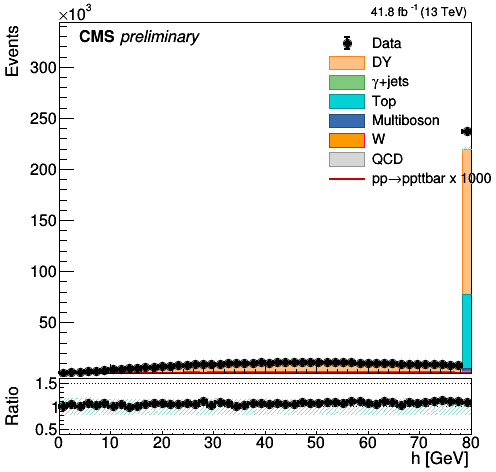 ×10³
41.8 fb⁻¹ (13 TeV)
CMS preliminary
Events
300
250
200
150
100
50
Data
DY
γ+jets
Top
Multiboson
W
QCD
pp→ppttbar x 1000
Ratio
1.5
1
0.5
0 10 20 30 40 50 60 70 80
h [GeV]